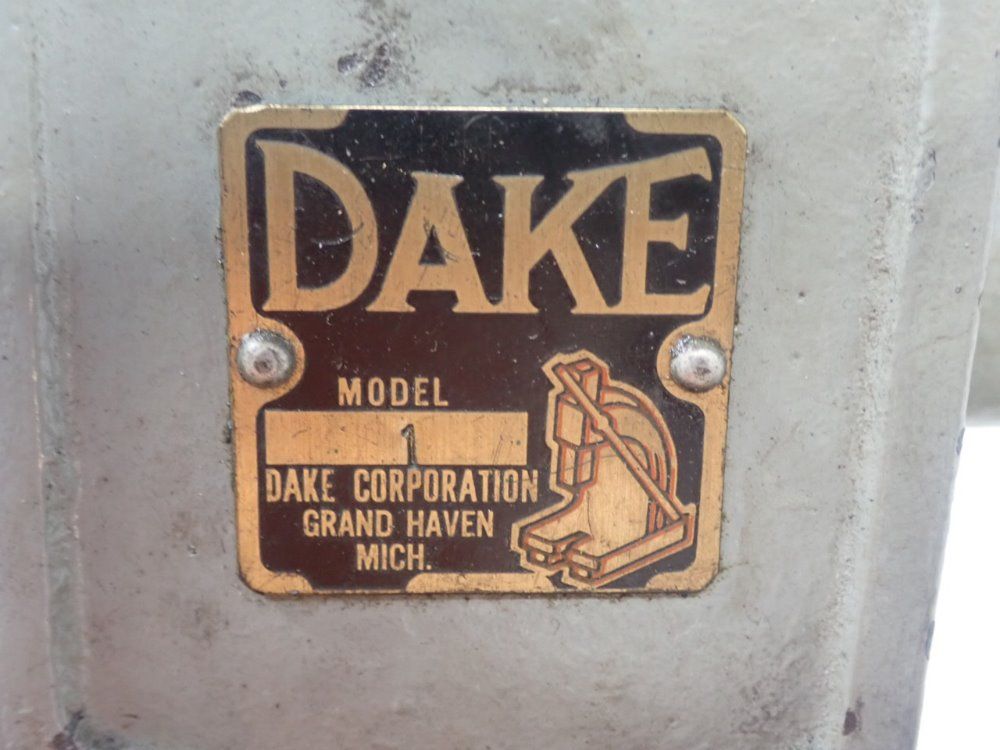 DAKE
MODEL
1
DAKE CORPORATION
GRAND HAVEN
MICH.